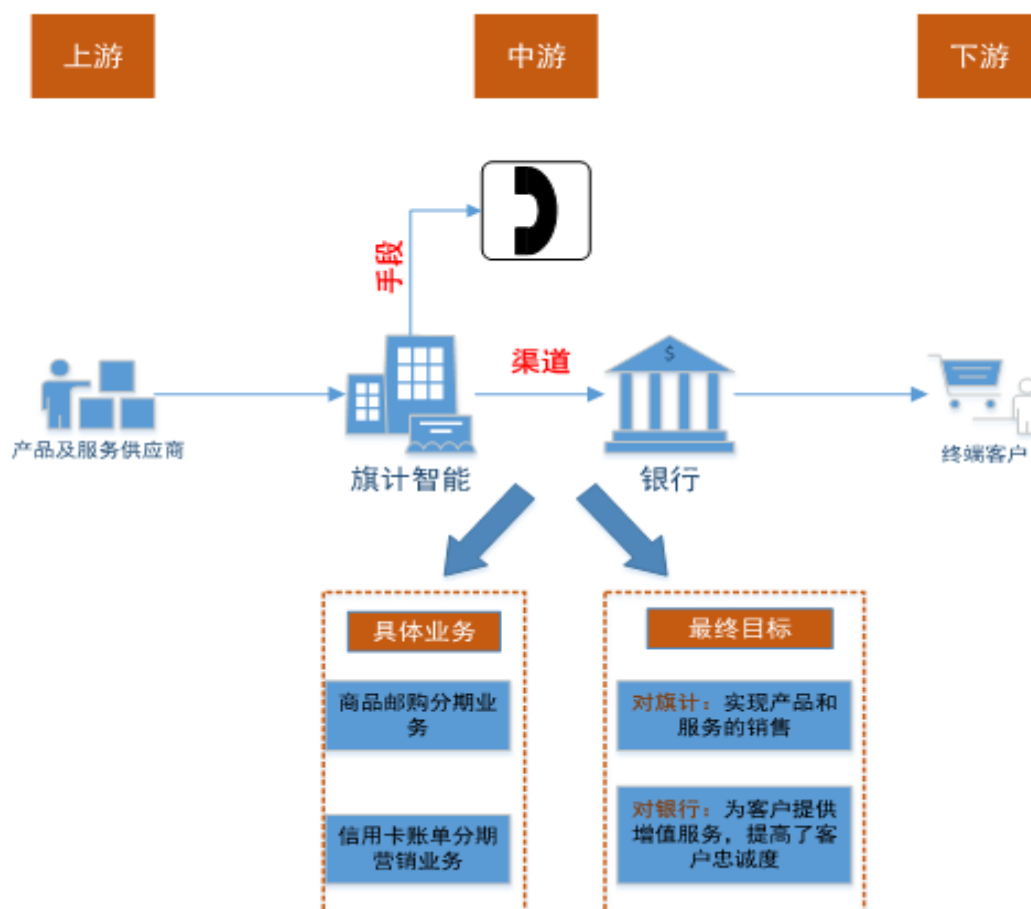 上游
中游
下游
手段
渠道
$
产品及服务供应商
旗计智能
银行
终端客户
具体业务
最终目标
商品邮购分期业
务
对旗计：实现产品和
服务的销售
信用卡账单分期
营销业务
对银行：为客户提供
增值服务，提高了客
户忠诚度